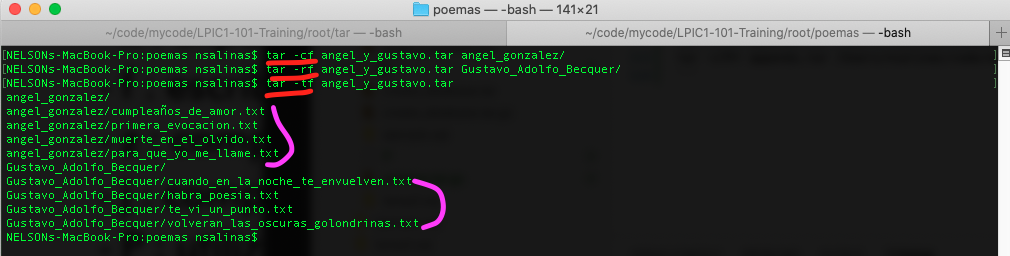 poemas — -bash — 141×21
~/code/mycode/LPIC1-101-Training/root/tar — -bash ~/code/mycode/LPIC1-101-Training/root/poemas — -bash +
[NELSONs-MacBook-Pro:poemas nsalinas$ tar -cf angel_y_gustavo.tar angel_gonzalez/ ]
[NELSONs-MacBook-Pro:poemas nsalinas$ tar -rf angel_y_gustavo.tar Gustavo_Adolfo_Becquer/ ]
[NELSONs-MacBook-Pro:poemas nsalinas$ tar -tf angel_y_gustavo.tar ]
angel_gonzalez/
angel_gonzalez/cumpleaños_de_amor.txt
angel_gonzalez/primera_evocacion.txt
angel_gonzalez/muerte_en_el_olvido.txt
angel_gonzalez/para_que_yo_me_llame.txt
Gustavo_Adolfo_Becquer/
Gustavo_Adolfo_Becquer/cuando_en_la_noche_te_envuelven.txt
Gustavo_Adolfo_Becquer/habra_poesia.txt
Gustavo_Adolfo_Becquer/te_vi_un_punto.txt
Gustavo_Adolfo_Becquer/volveran_las_oscuras_golondrinas.txt
NELSONs-MacBook-Pro:poemas nsalinas$